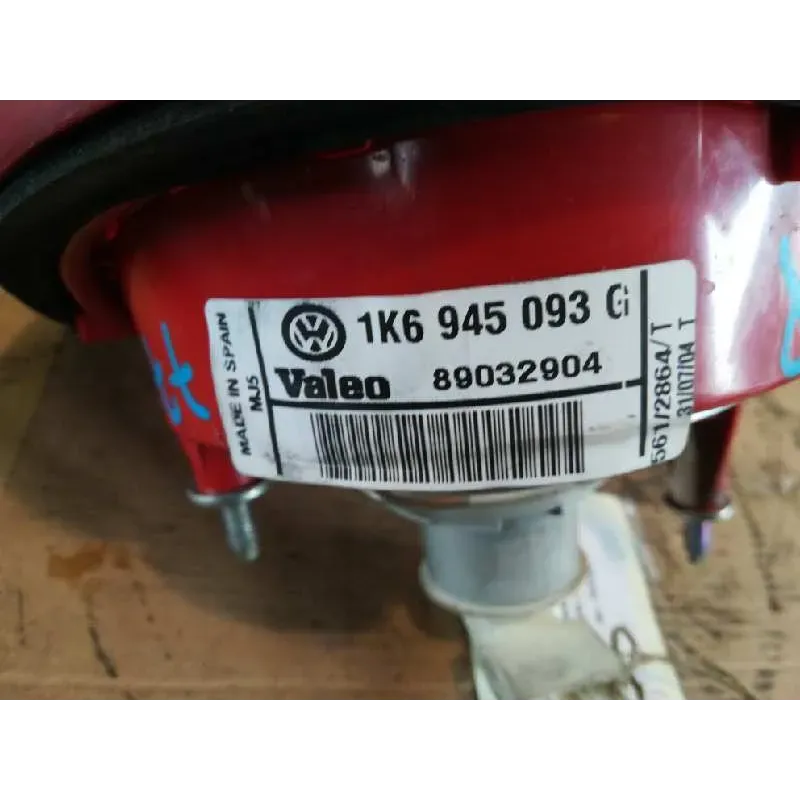 MADE IN SPAIN
MJ5
1K6 945 093 G
Valeo 89032904
561/2864/T
31/07/04 T